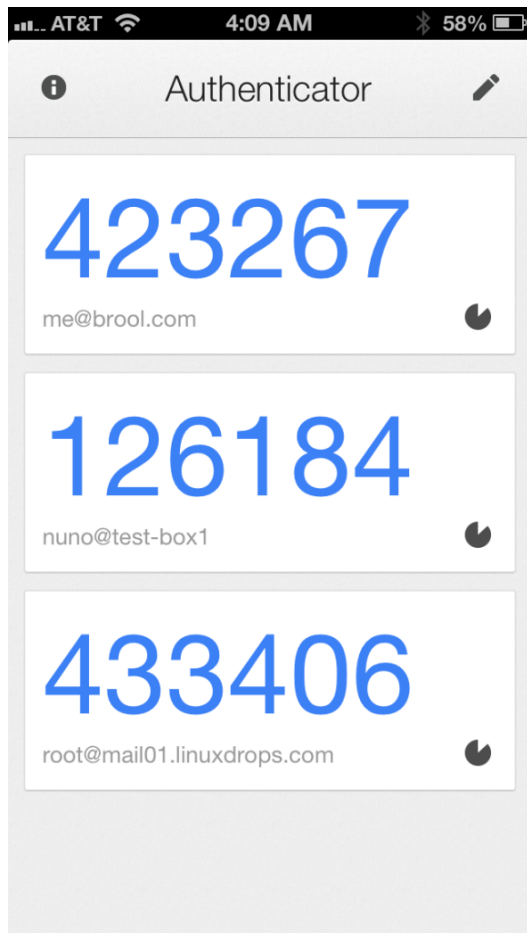 AT&T 4:09 AM 58%
Authenticator
423267
me@brool.com
126184
nuno@test-box1
433406
root@mail01.linuxdrops.com